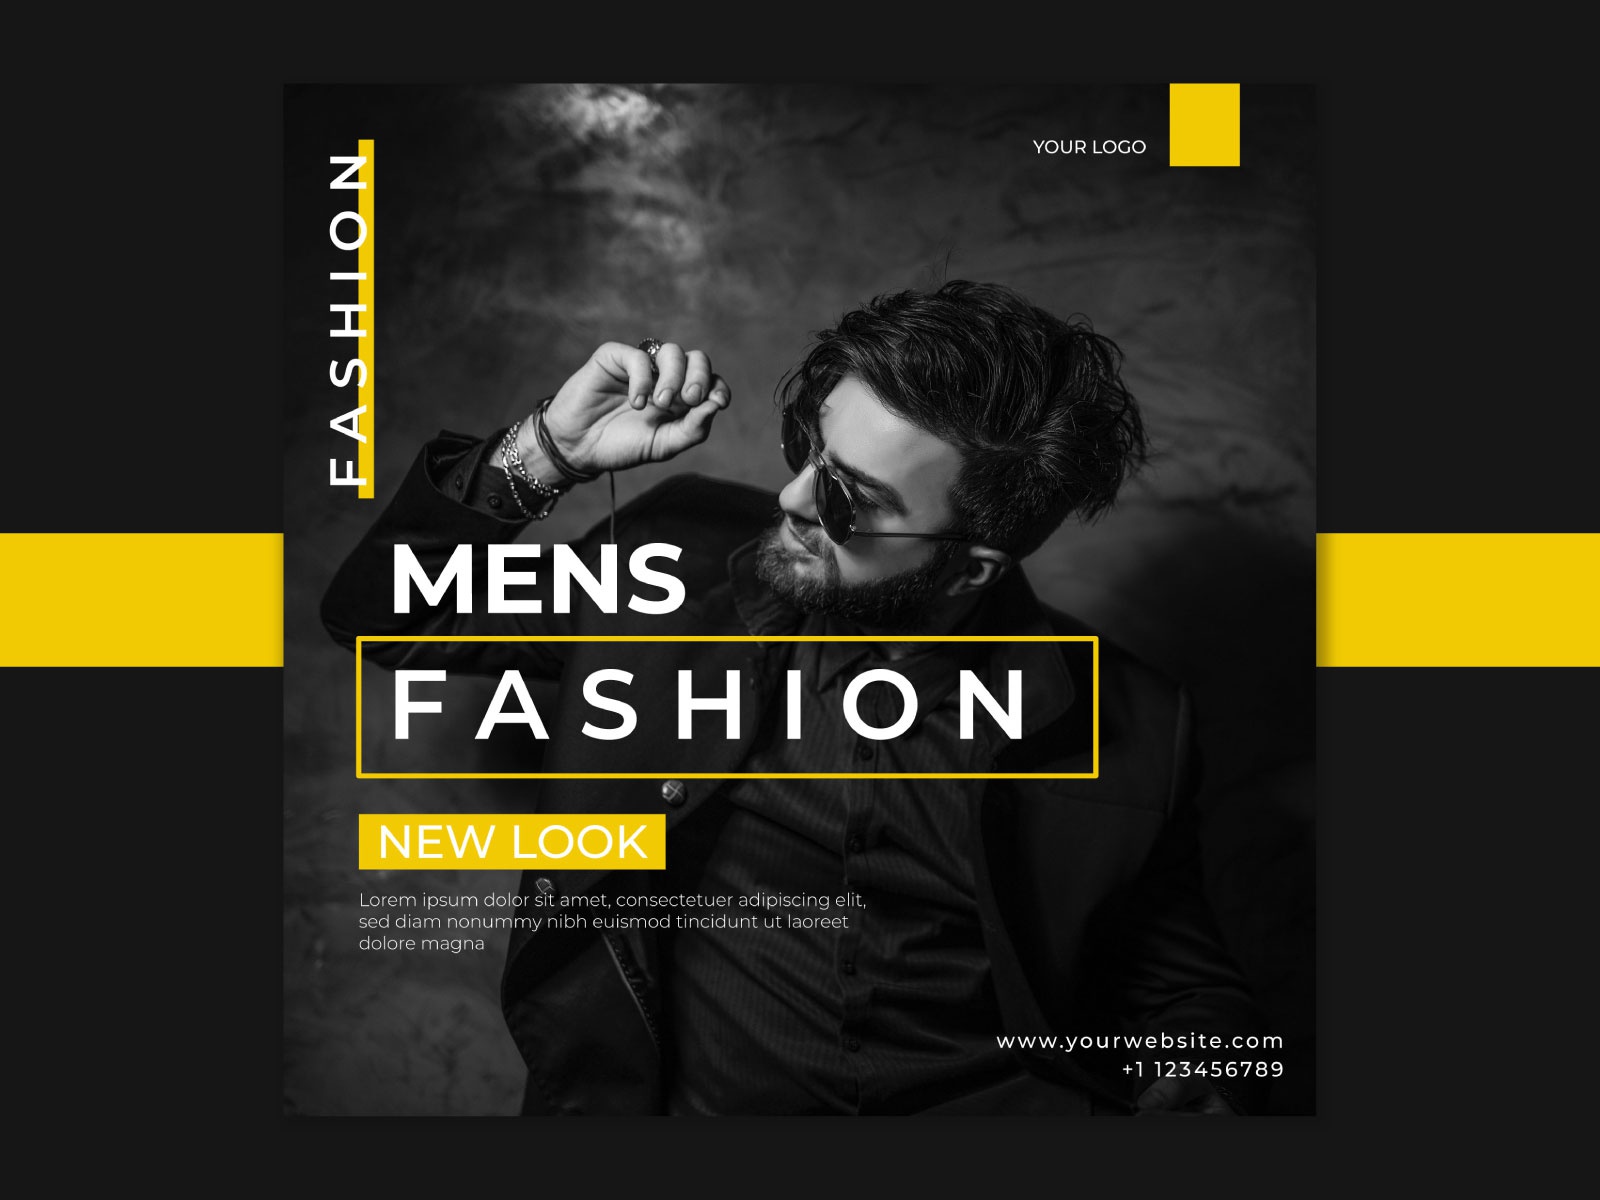 FASHION
YOUR LOGO
MENS
FASHION
NEW LOOK
Lorem ipsum dolor sit amet, consectetuer adipiscing elit,
sed diam nonummy nibh euismod tincidunt ut laoreet
dolore magna
www.yourwebsite.com
+1 123456789